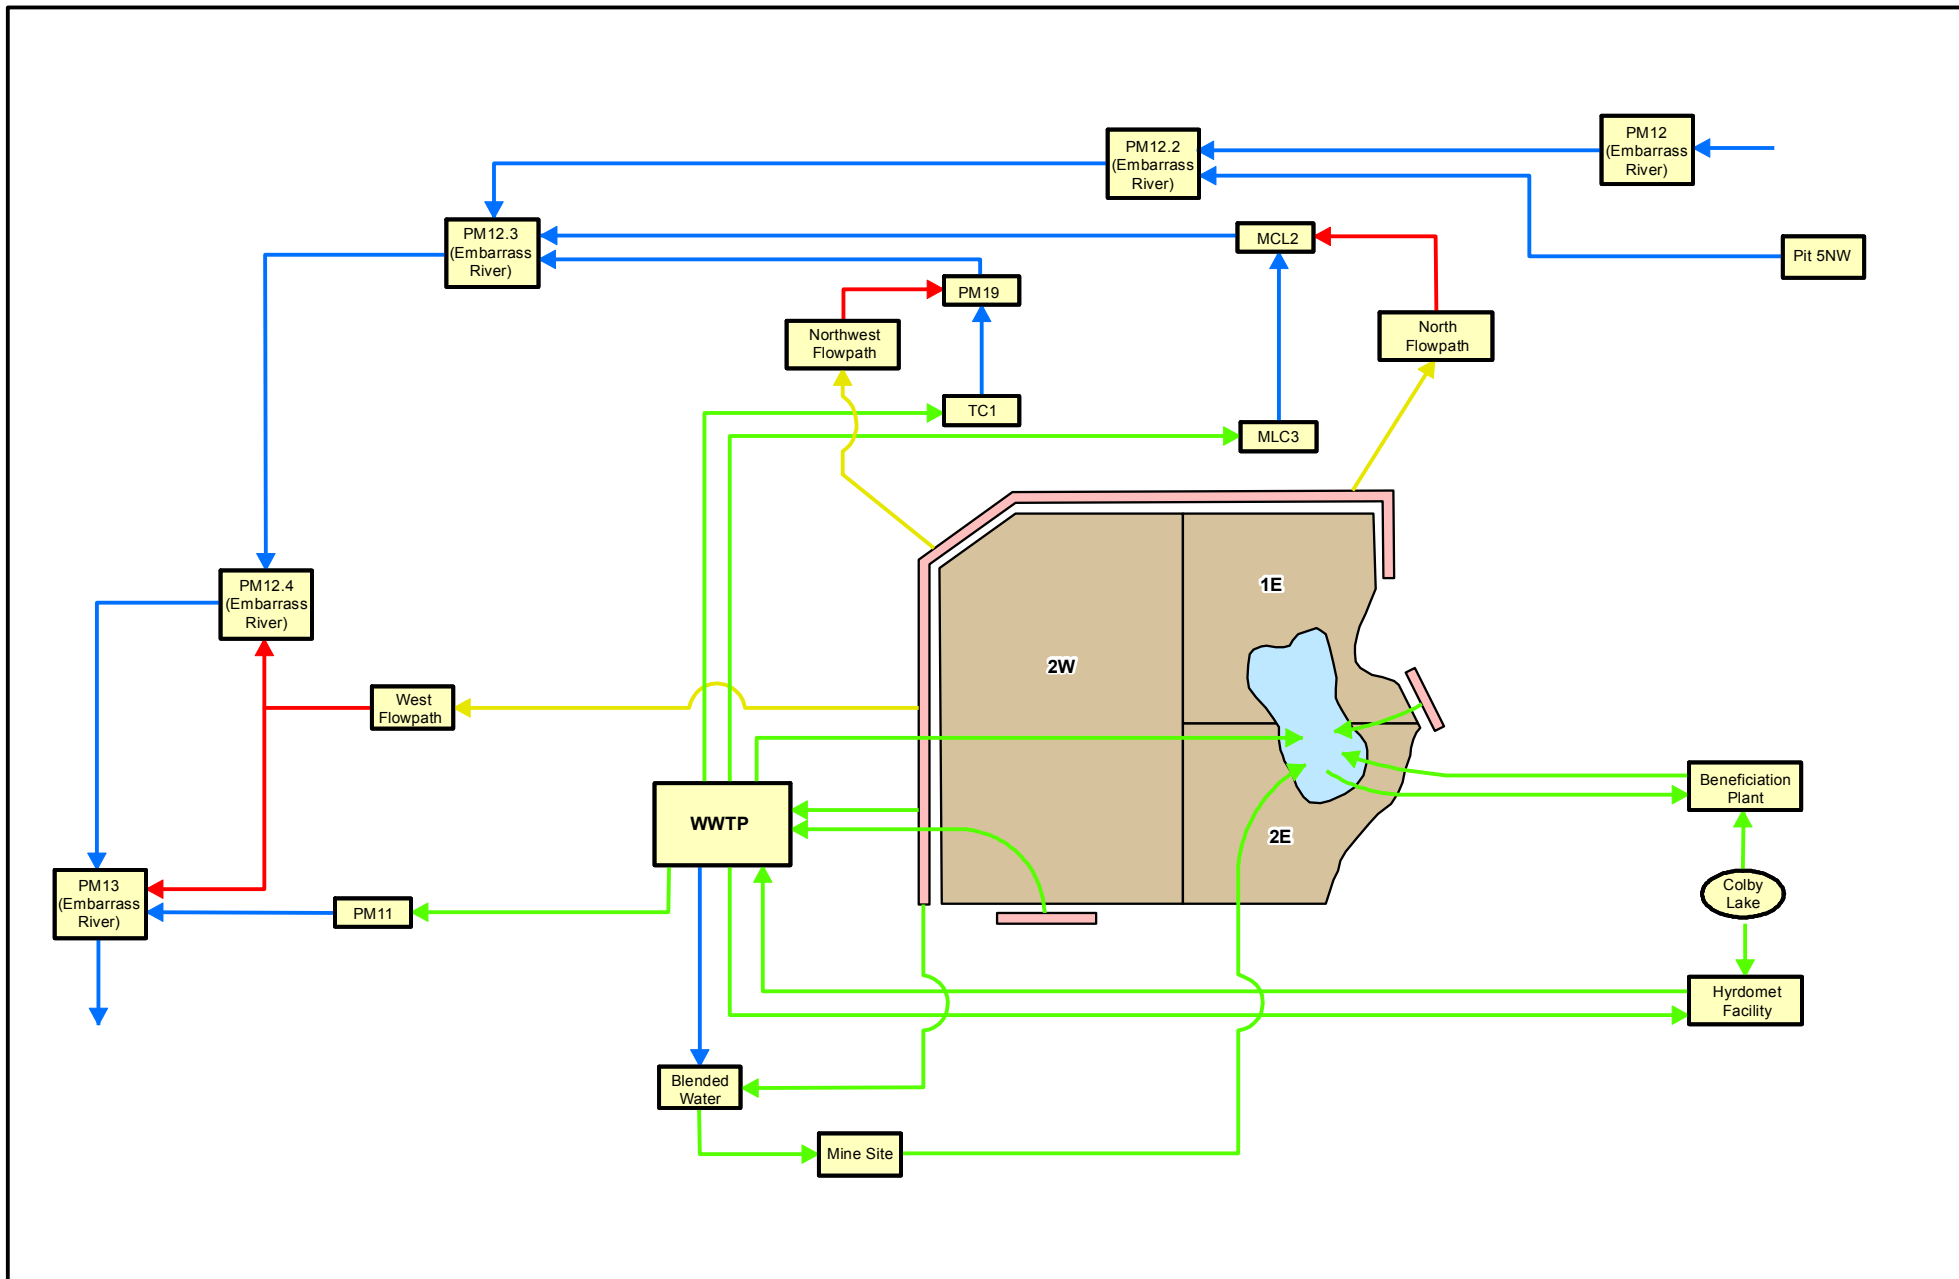 PM12
(Embarrass
River)
PM12.2
(Embarrass
River)
PM12.3
(Embarrass
River)
MCL2
Pit 5NW
PM19
Northwest
Flowpath
North
Flowpath
TC1
MLC3
1E
PM12.4
(Embarrass
River)
2W
West
Flowpath
Beneficiation
Plant
WWTP
2E
PM13
(Embarrass
River)
PM11
Colby
Lake
Hyrdomet
Facility
Blended
Water
Mine Site